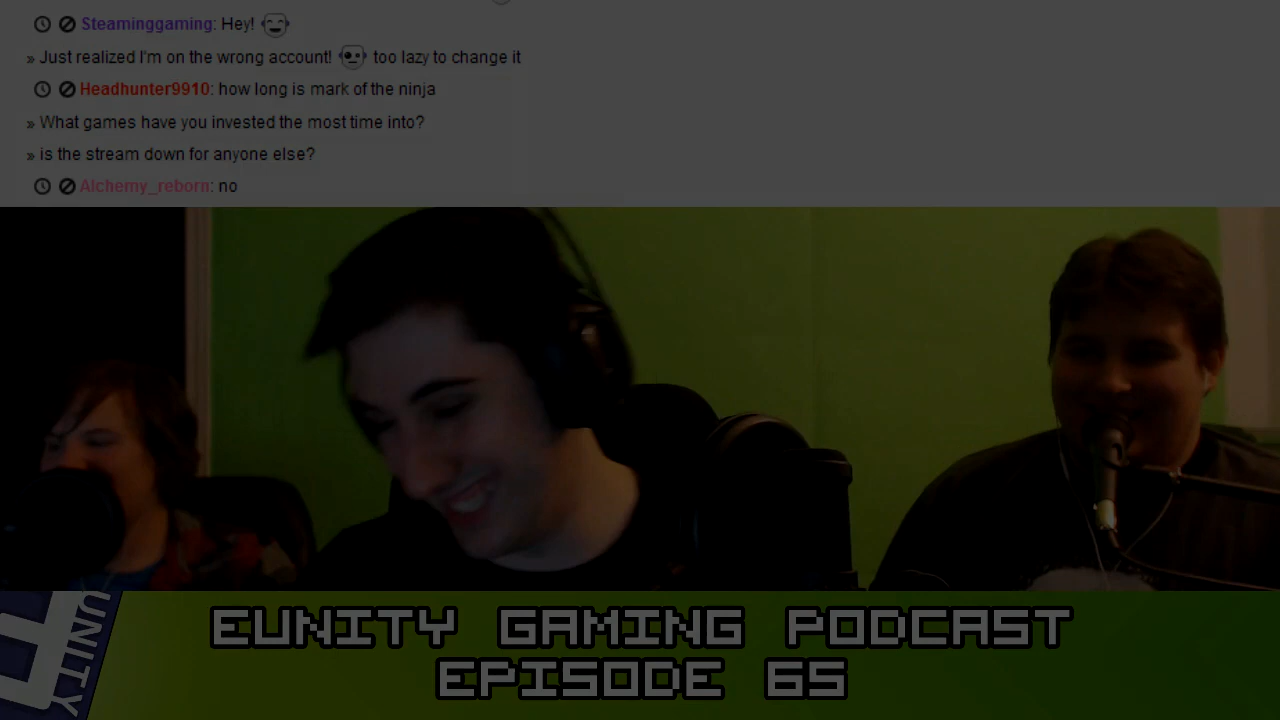 Steaminggaming: Hey!
» Just realized I'm on the wrong account! too lazy to change it
Headhunter9910: how long is mark of the ninja
» What games have you invested the most time into?
» is the stream down for anyone else?
Alchemy_reborn: no
UNITY
EUNITY GAMING PODCAST
EPISODE 65